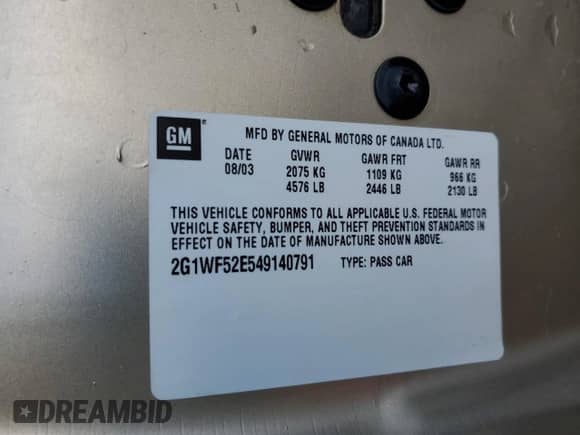 GM
MFD BY GENERAL MOTORS OF CANADA LTD.
DATE GVWR GAWR FRT GAWR RR
08/03 2075 KG 1109 KG 966 KG
4576 LB 2446 LB 2130 LB
THIS VEHICLE CONFORMS TO ALL APPLICABLE U.S. FEDERAL MOTOR
VEHICLE SAFETY, BUMPER, AND THEFT PREVENTION STANDARDS IN
EFFECT ON THE DATE OF MANUFACTURE SHOWN ABOVE.
2G1WF52E549140791 TYPE: PASS CAR
DREAMBID